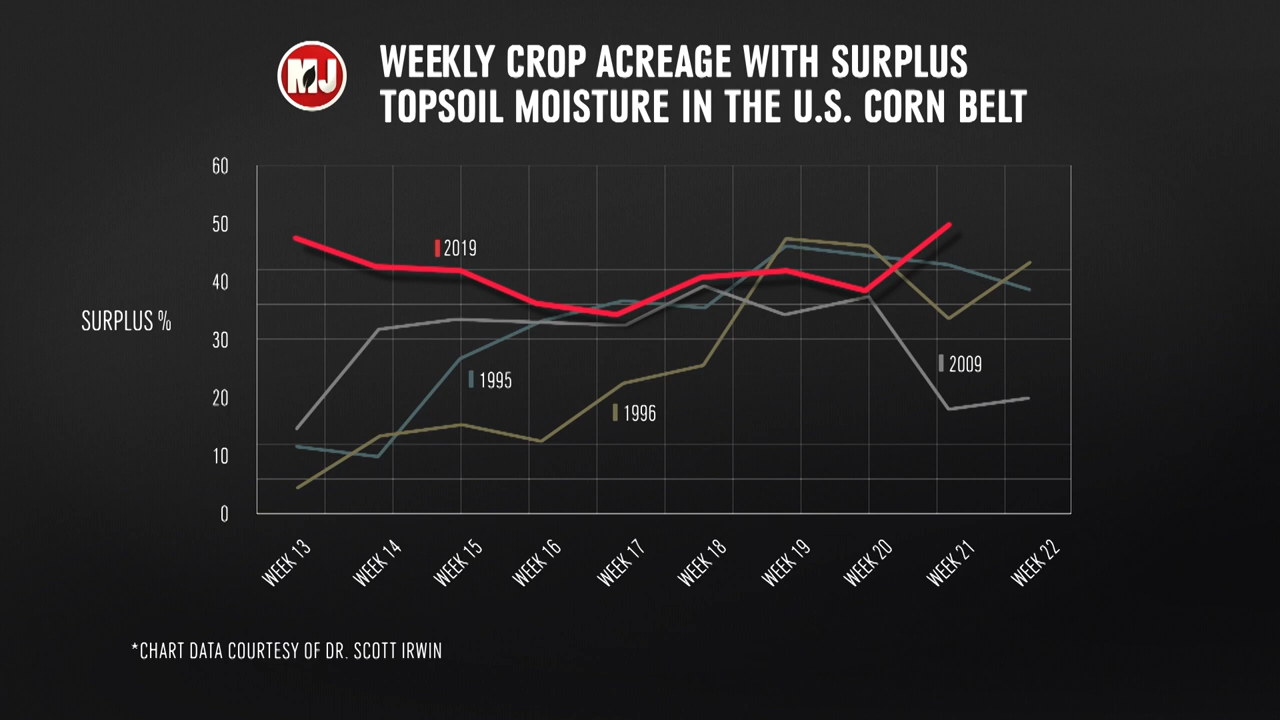 MJ
WEEKLY CROP ACREAGE WITH SURPLUS
TOPSOIL MOISTURE IN THE U.S. CORN BELT
SURPLUS %
60
50
40
30
20
10
0
2019
1995
1996
2009
WEEK 13
WEEK 14
WEEK 15
WEEK 16
WEEK 17
WEEK 18
WEEK 19
WEEK 20
WEEK 21
WEEK 22
*CHART DATA COURTESY OF DR. SCOTT IRWIN